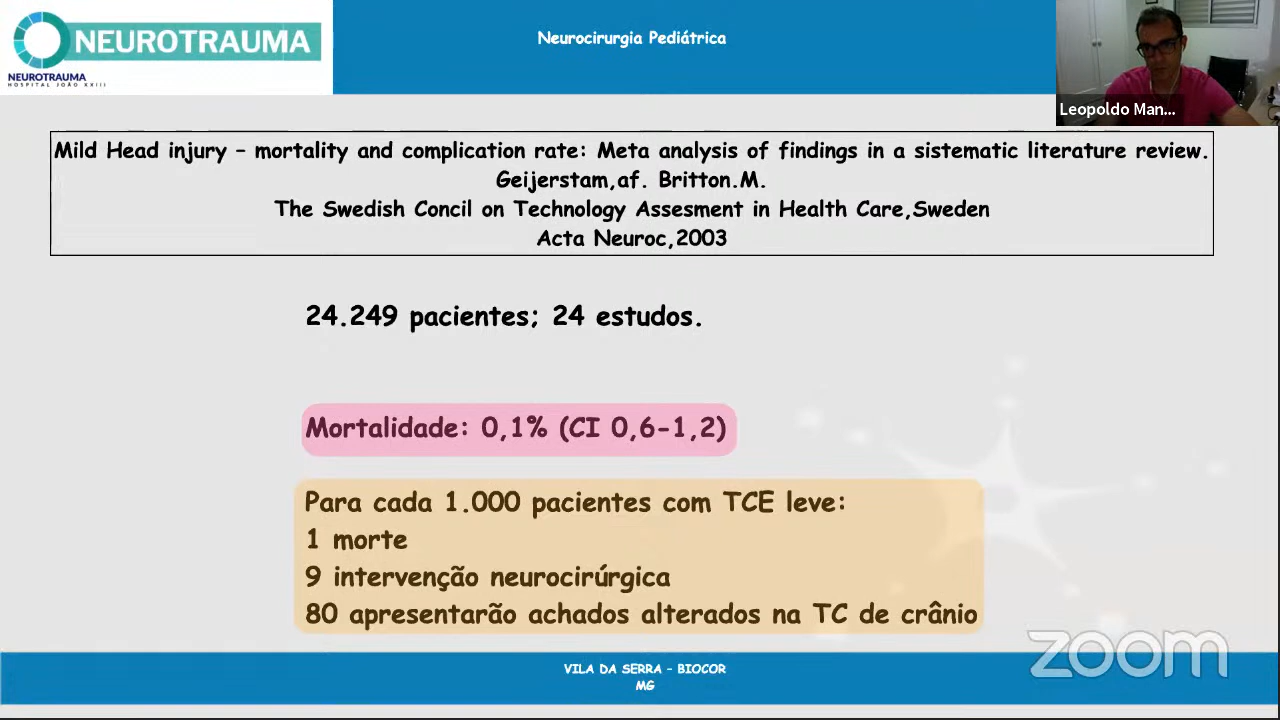 NEUROTRAUMA
NEUROTRAUMA
HOSPITAL JOÃO XXIII
Neurocirurgia Pediátrica
Leopoldo Man...
Mild Head injury – mortality and complication rate: Meta analysis of findings in a sistematic literature review.
Geijerstam,af. Britton.M.
The Swedish Concil on Technology Assesment in Health Care,Sweden
Acta Neuroc,2003
24.249 pacientes; 24 estudos.
Mortalidade: 0,1% (CI 0,6-1,2)
Para cada 1.000 pacientes com TCE leve:
1 morte
9 intervenção neurocirúrgica
80 apresentarão achados alterados na TC de crânio
zoom
VILA DA SERRA – BIOCOR
MG